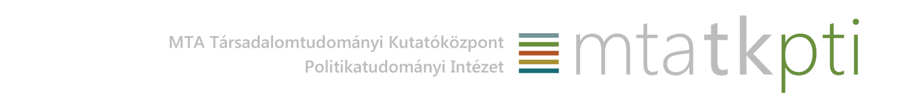 MTA Társadalomtudományi Kutatóközpont
Politikatudományi Intézet
mtatkpti